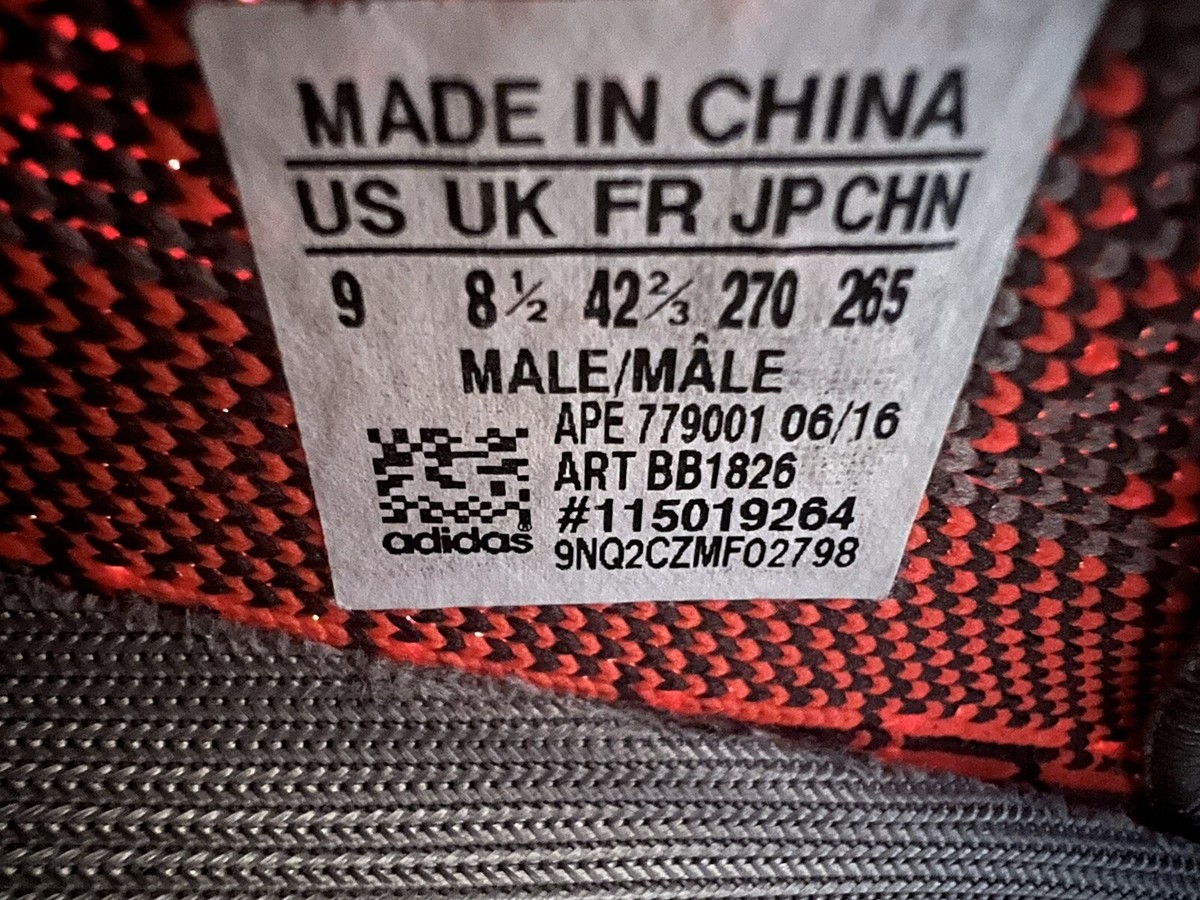 MADE IN CHINA
US UK FR JP CHN
9 8½ 42⅔ 270 265
MALE/MÂLE
APE 779001 06/16
ART BB1826
#115019264
adidas®
9NQ2CZMF02798